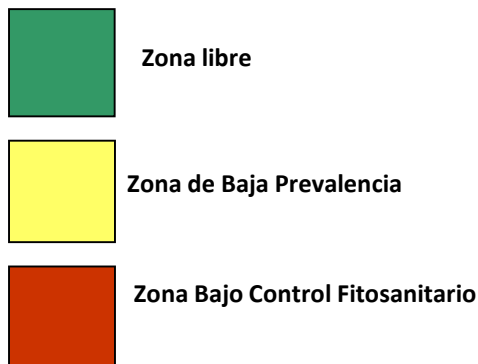 Zona libre
Zona de Baja Prevalencia
Zona Bajo Control Fitosanitario